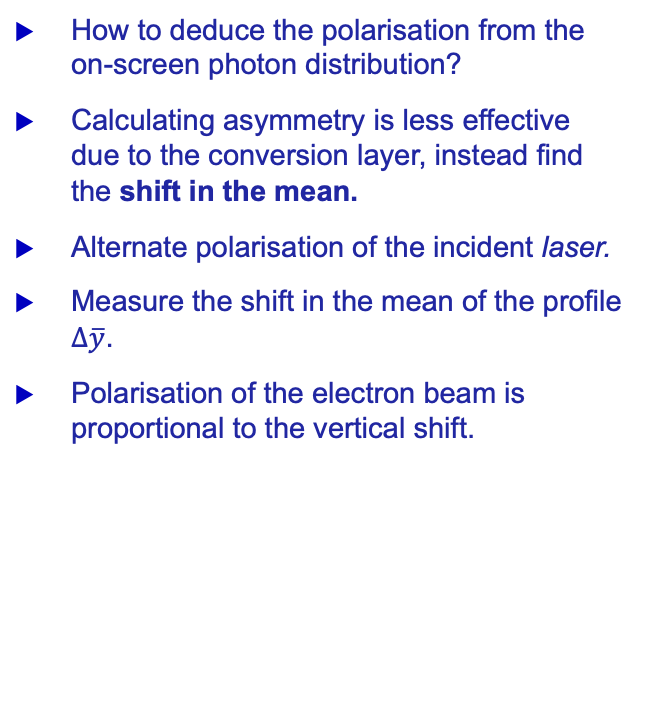 ► How to deduce the polarisation from the
on-screen photon distribution?
► Calculating asymmetry is less effective
due to the conversion layer, instead find
the shift in the mean.
► Alternate polarisation of the incident laser.
► Measure the shift in the mean of the profile
Δȳ.
► Polarisation of the electron beam is
proportional to the vertical shift.